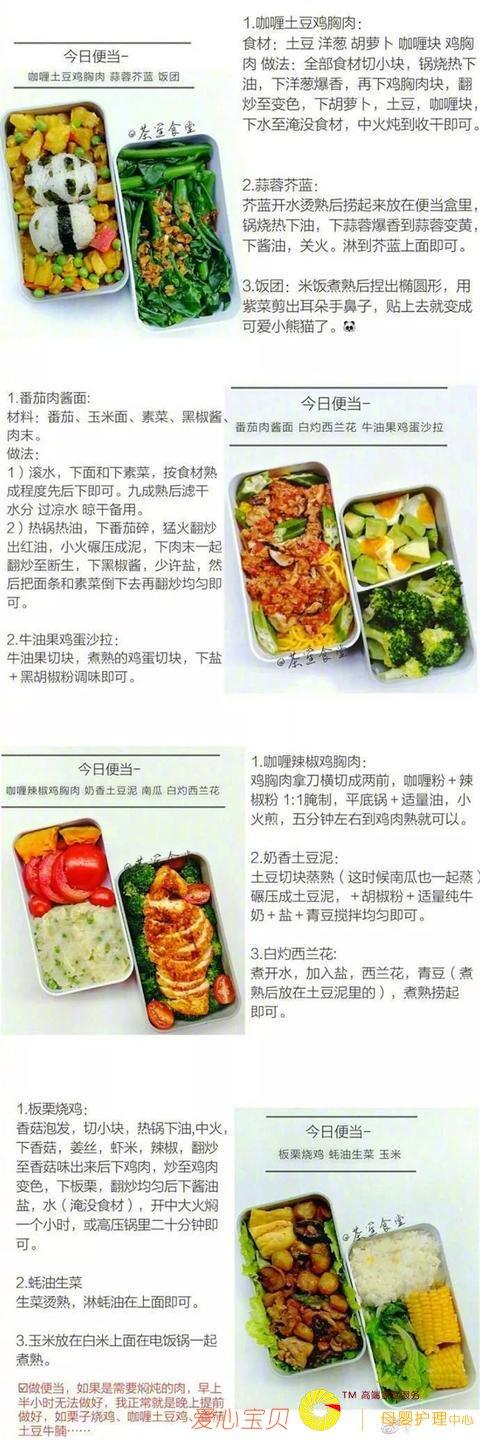 今日便当-
咖喱土豆鸡胸肉 蒜蓉芥蓝 饭团
@茶室食堂
1.咖喱土豆鸡胸肉：
食材：土豆 洋葱 胡萝卜 咖喱块 鸡胸
肉 做法：全部食材切小块，锅烧热下
油，下洋葱爆香，再下鸡胸肉块，翻
炒至变色，下胡萝卜，土豆，咖喱块，
下水至淹没食材，中火炖到收干即可。
2.蒜蓉芥蓝：
芥蓝开水烫熟后捞起来放在便当盒里，
锅烧热下油，下蒜蓉爆香到蒜蓉变黄，
下酱油，关火。淋到芥蓝上面即可。
3.饭团：米饭煮熟后捏出椭圆形，用
紫菜剪出耳朵手鼻子，贴上去就变成
可爱小熊猫了。
1.番茄肉酱面：
材料：番茄、玉米面、素菜、黑椒酱、
肉末。
做法：
1）滚水，下面和下素菜，按食材熟
成程度先后下即可。九成熟后滤干
水分 过凉水 晾干备用。
2）热锅热油，下番茄碎，猛火翻炒
出红油，小火碾压成泥，下肉末一起
翻炒至断生，下黑椒酱，少许盐，然
后把面条和素菜倒下去再翻炒均匀即
可。
2.牛油果鸡蛋沙拉：
牛油果切块，煮熟的鸡蛋切块，下盐
＋黑胡椒粉调味即可。
今日便当-
番茄肉酱面 白灼西兰花 牛油果鸡蛋沙拉
今日便当-
咖喱辣椒鸡胸肉 奶香土豆泥 南瓜 白灼西兰花
1.咖喱辣椒鸡胸肉：
鸡胸肉拿刀横切成两前，咖喱粉＋辣
椒粉 1:1腌制，平底锅＋适量油，小
火煎，五分钟左右到鸡肉熟就可以。
2.奶香土豆泥：
土豆切块蒸熟（这时候南瓜也一起蒸）
碾压成土豆泥，＋胡椒粉＋适量纯牛
奶＋盐＋青豆搅拌均匀即可。
3.白灼西兰花：
煮开水，加入盐，西兰花，青豆（煮
熟后放在土豆泥里的），煮熟捞起
即可。
1.板栗烧鸡：
香菇泡发，切小块，热锅下油,中火，
下香菇，姜丝，虾米，辣椒，翻炒
至香菇味出来后下鸡肉，炒至鸡肉
变色，下板栗，翻炒均匀后下酱油
盐，水（淹没食材），开中大火焖
一个小时，或高压锅里二十分钟即
可。
2.蚝油生菜
生菜烫熟，淋蚝油在上面即可。
3.玉米放在白米上面在电饭锅一起
煮熟。
☑做便当，如果是需要焖炖的肉，早上
半小时无法做好，我正常就是晚上提前
做好，如栗子烧鸡、咖喱土豆鸡、
土豆牛腩······
今日便当-
板栗烧鸡 蚝油生菜 玉米
爱心宝贝
TM 高端
服务
母婴护理中心